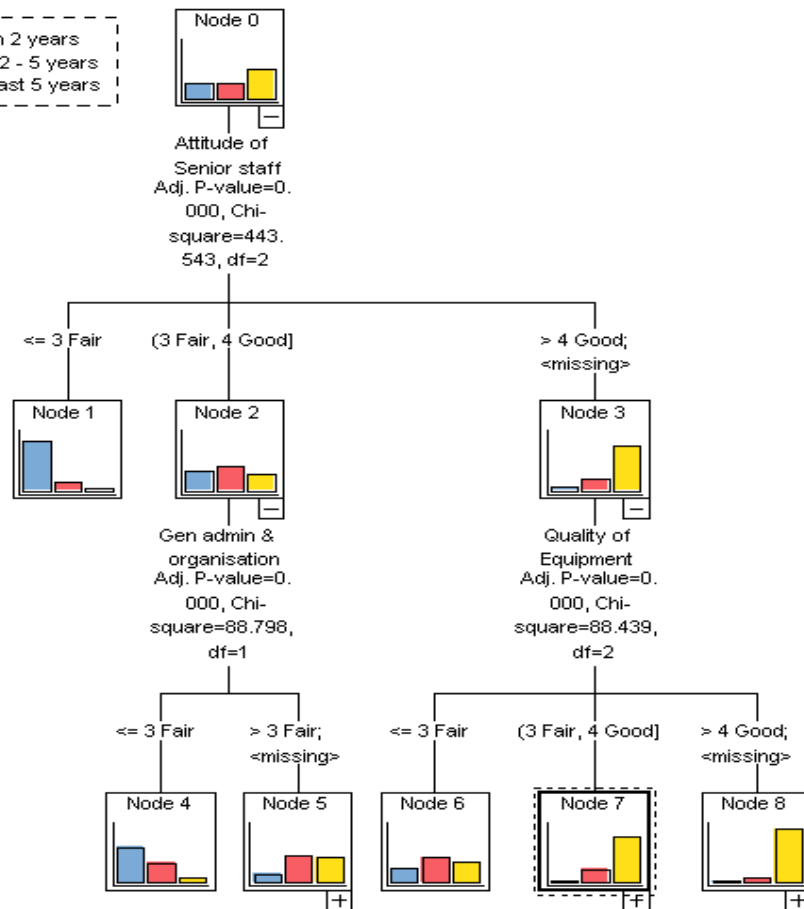 2 years
2 - 5 years
5 years
Node 0
Attitude of
Senior staff
Adj. P-value=0.
000, Chi-
square=443.
543, df=2
<= 3 Fair
(3 Fair, 4 Good]
> 4 Good;
<missing>
Node 1
Node 2
Node 3
Gen admin &
organisation
Adj. P-value=0.
000, Chi-
square=88.798,
df=1
Quality of
Equipment
Adj. P-value=0.
000, Chi-
square=88.439,
df=2
<= 3 Fair
> 3 Fair;
<missing>
<= 3 Fair
(3 Fair, 4 Good]
> 4 Good;
<missing>
Node 4
Node 5
Node 6
Node 7
Node 8